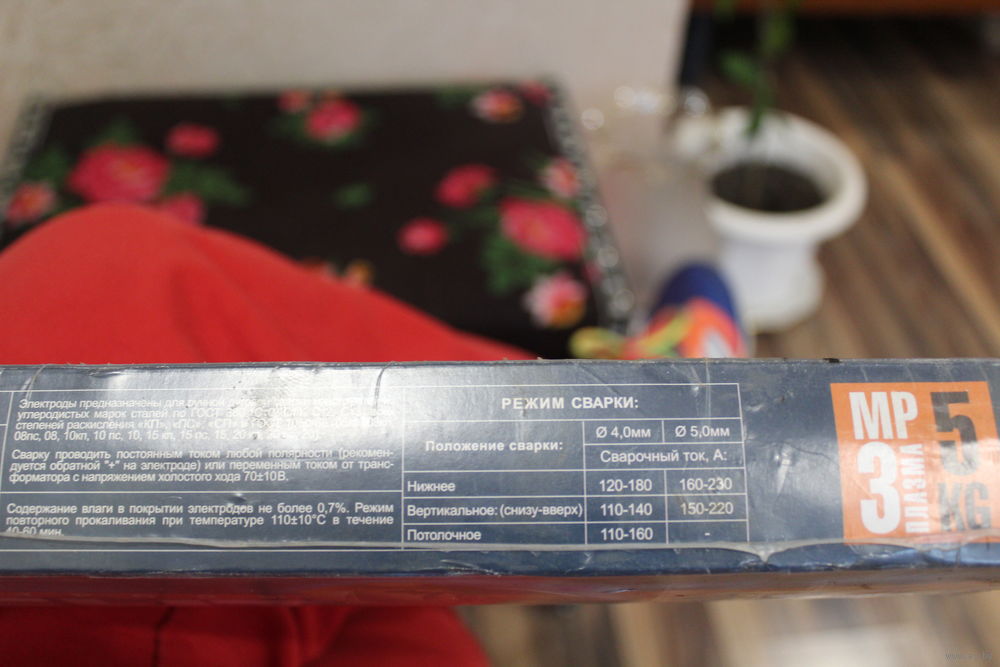 Электроды предназначены для ручной
углеродистых марок сталей по ГОСТ
степеней раскисления «КП», «ПС», «СП» и ГОСТ
08пс, 08, 10кп, 10 пс, 10, 15 кп, 15 пс, 15, 20
Сварку проводить постоянным током любой полярности (рекомен-
дуется обратной "+" на электроде) или переменным током от транс-
форматора с напряжением холостого хода 70±10В.
Содержание влаги в покрытии электродов не более 0,7%. Режим
повторного прокаливания при температуре 110±10°С в течение
40-60 мин.
РЕЖИМ СВАРКИ:
Положение сварки:
Ø 4,0мм Ø 5,0мм
Сварочный ток, А:
Нижнее 120-180 160-230
Вертикальное: (снизу-вверх) 110-140 150-220
Потолочное 110-160 -
МР
3
ПЛАЗМА
5
KG